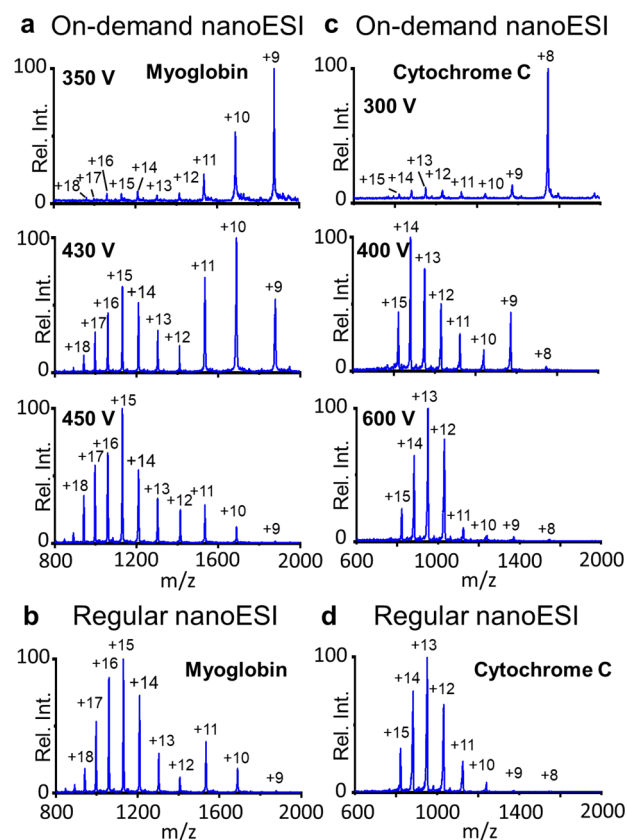 a On-demand nanoESI
350 V
Myoglobin
100
0
Rel. Int.
+18
+17
+16
+15
+14
+13
+12
+11
+10
+9
430 V
100
0
Rel. Int.
+18
+17
+16
+15
+14
+13
+12
+11
+10
+9
450 V
100
0
Rel. Int.
+18
+17
+16
+15
+14
+13
+12
+11
+10
+9
800 1200 1600 2000
m/z
b Regular nanoESI
Myoglobin
100
0
Rel. Int.
+18
+17
+16
+15
+14
+13
+12
+11
+10
+9
800 1200 1600 2000
m/z
c On-demand nanoESI
Cytochrome C
300 V
100
0
Rel. Int.
+15
+14
+13
+12
+11
+10
+9
+8
400 V
100
0
Rel. Int.
+15
+14
+13
+12
+11
+10
+9
+8
600 V
100
0
Rel. Int.
+15
+14
+13
+12
+11
+10
+9
+8
600 1000 1400 2000
m/z
d Regular nanoESI
Cytochrome C
100
0
Rel. Int.
+15
+14
+13
+12
+11
+10
+9
+8
600 1000 1400 2000
m/z